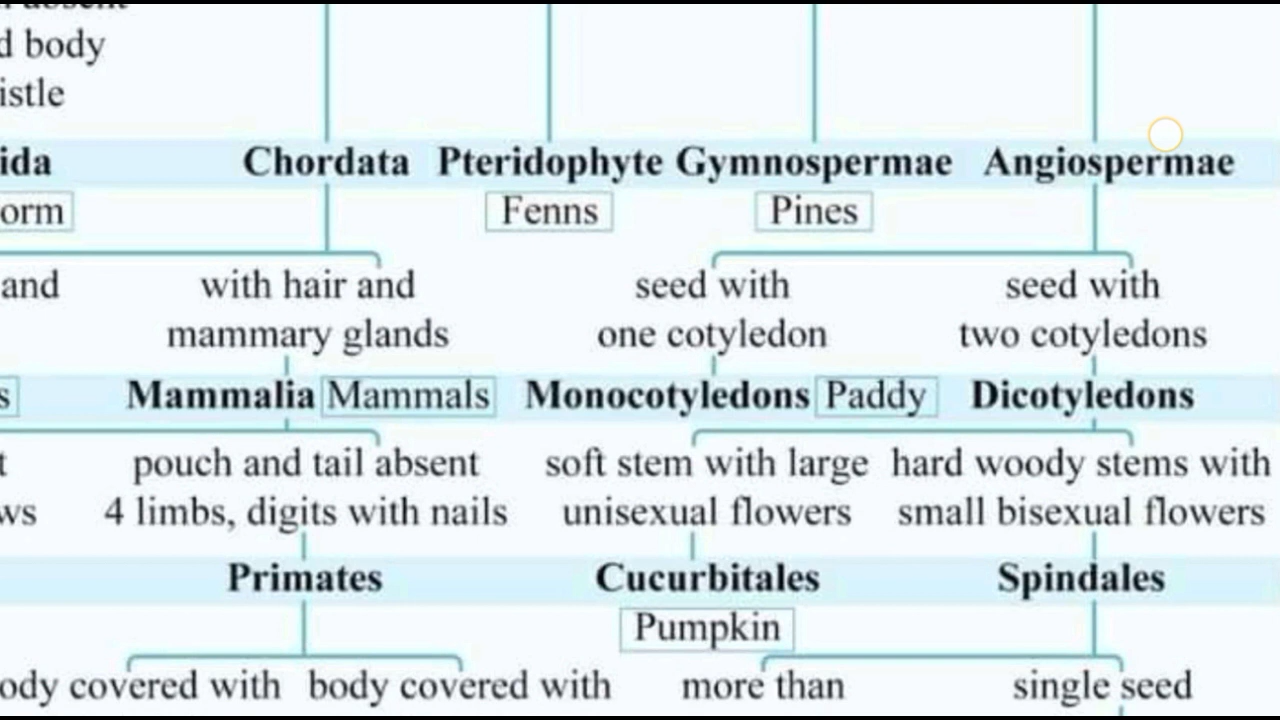 d body
istle
ida Chordata Pteridophyte Gymnospermae Angiospermae
orm Fenns Pines
and with hair and seed with seed with
mammary glands one cotyledon two cotyledons
s Mammalia Mammals Monocotyledons Paddy Dicotyledons
t pouch and tail absent soft stem with large hard woody stems with
ws 4 limbs, digits with nails unisexual flowers small bisexual flowers
Primates Cucurbitales Spindales
Pumpkin
ody covered with body covered with more than single seed